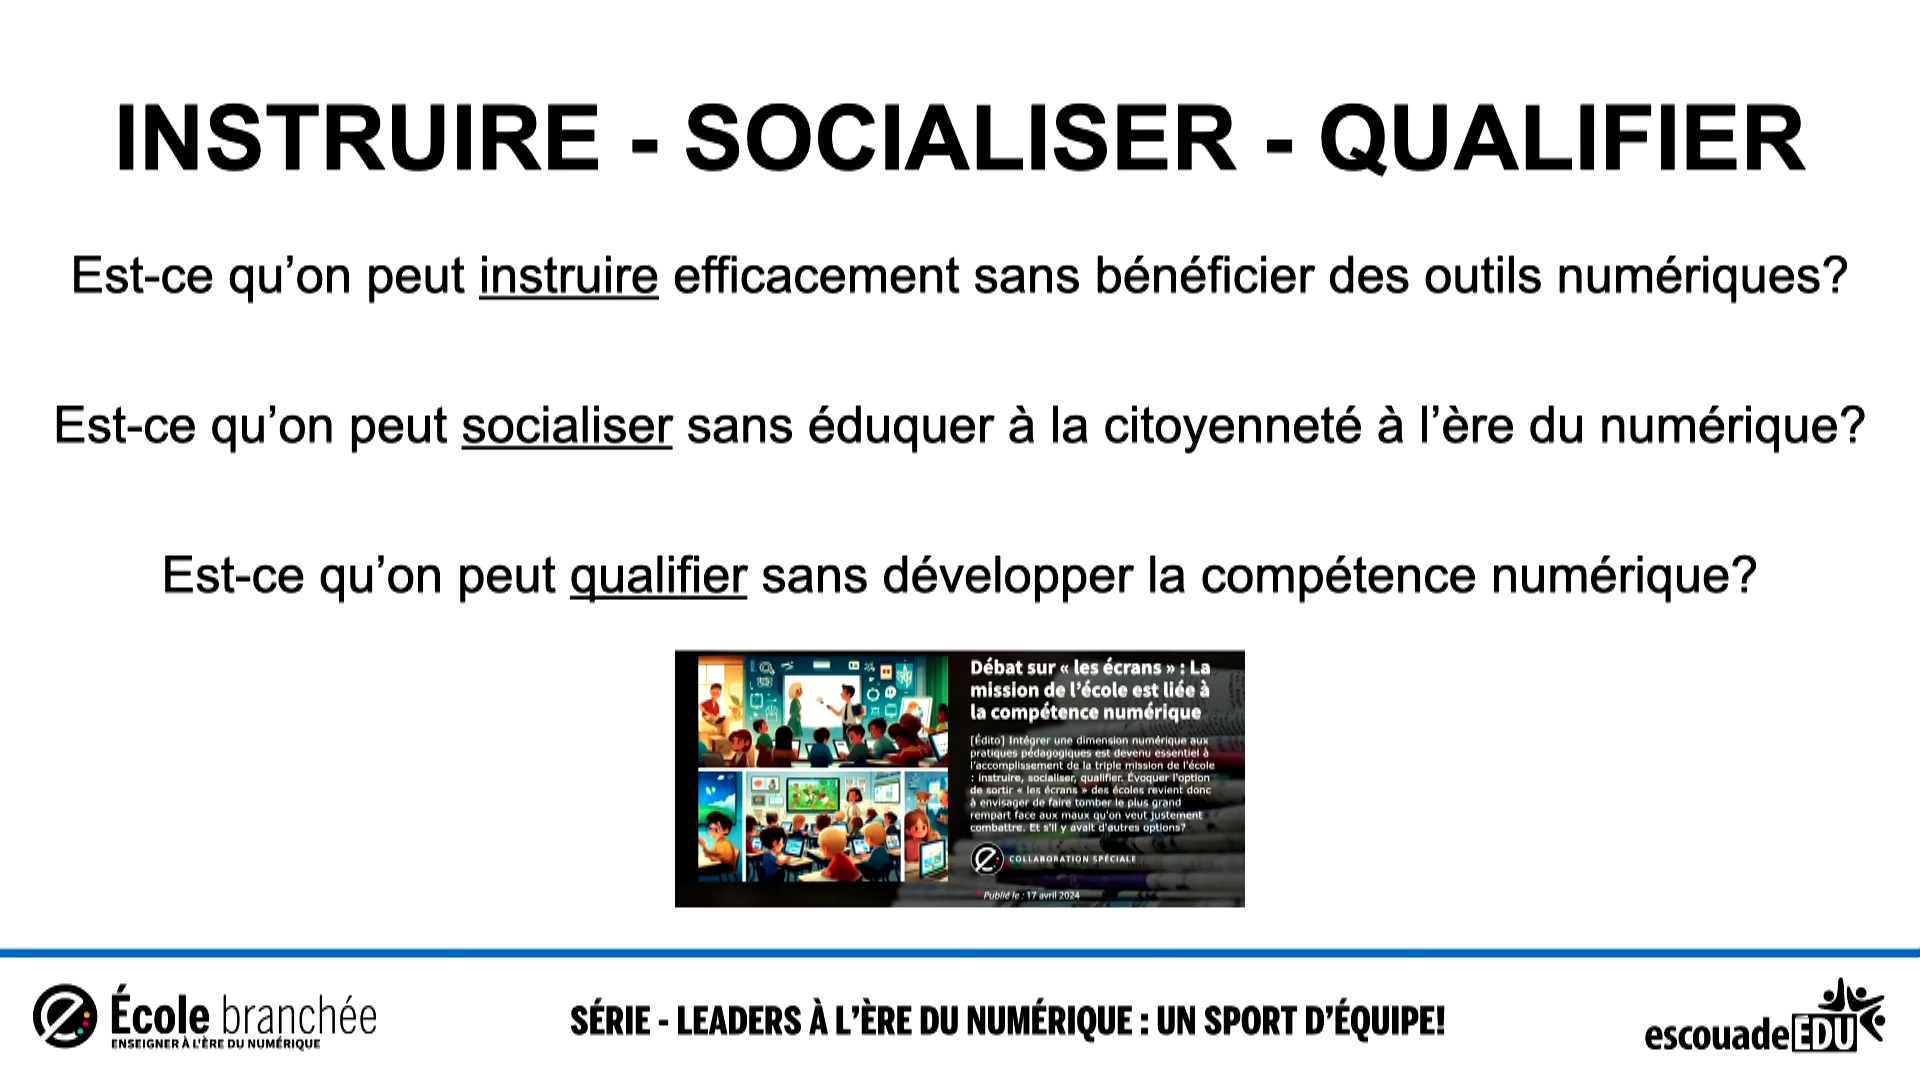 INSTRUIRE - SOCIALISER - QUALIFIER
Est-ce qu’on peut instruire efficacement sans bénéficier des outils numériques?
Est-ce qu’on peut socialiser sans éduquer à la citoyenneté à l’ère du numérique?
Est-ce qu’on peut qualifier sans développer la compétence numérique?
Débat sur « les écrans » : La
mission de l’école est liée à
la compétence numérique
[Édito] Intégrer une dimension numérique aux
pratiques pédagogiques est devenu essentiel à
l’accomplissement de la triple mission de l’école
: instruire, socialiser, qualifier. Évoquer l’option
de sortir « les écrans » des écoles revient donc
à envisager de faire tomber le plus grand
rempart face aux maux qu’on veut justement
combattre. Et s’il y avait d’autres options?
COLLABORATION SPÉCIALE
Publié le : 17 avril 2024
École branchée
ENSEIGNER À L’ÈRE DU NUMÉRIQUE
SÉRIE - LEADERS À L’ÈRE DU NUMÉRIQUE : UN SPORT D’ÉQUIPE!
escouadeEDU